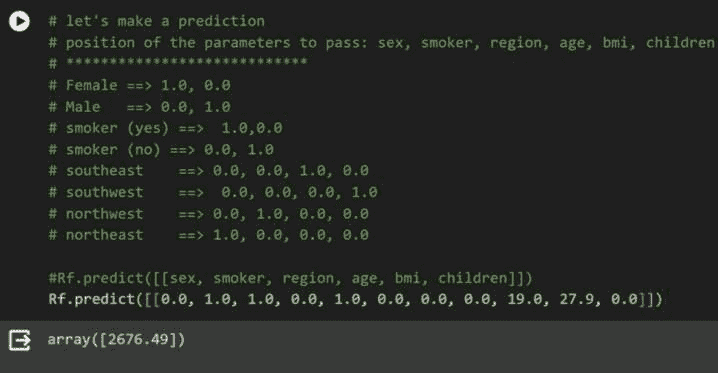 # let's make a prediction
# position of the parameters to pass: sex, smoker, region, age, bmi, children
# ****************************
# Female ==> 1.0, 0.0
# Male   ==> 0.0, 1.0
# smoker (yes) ==>  1.0,0.0
# smoker (no) ==> 0.0, 1.0
# southeast    ==> 0.0, 0.0, 1.0, 0.0
# southwest    ==>  0.0, 0.0, 0.0, 1.0
# northwest    ==> 0.0, 1.0, 0.0, 0.0
# northeast    ==> 1.0, 0.0, 0.0, 0.0
#Rf.predict([[sex, smoker, region, age, bmi, children]])
Rf.predict([[0.0, 1.0, 1.0, 0.0, 1.0, 0.0, 0.0, 0.0, 19.0, 27.9, 0.0]])
array([2676.49])